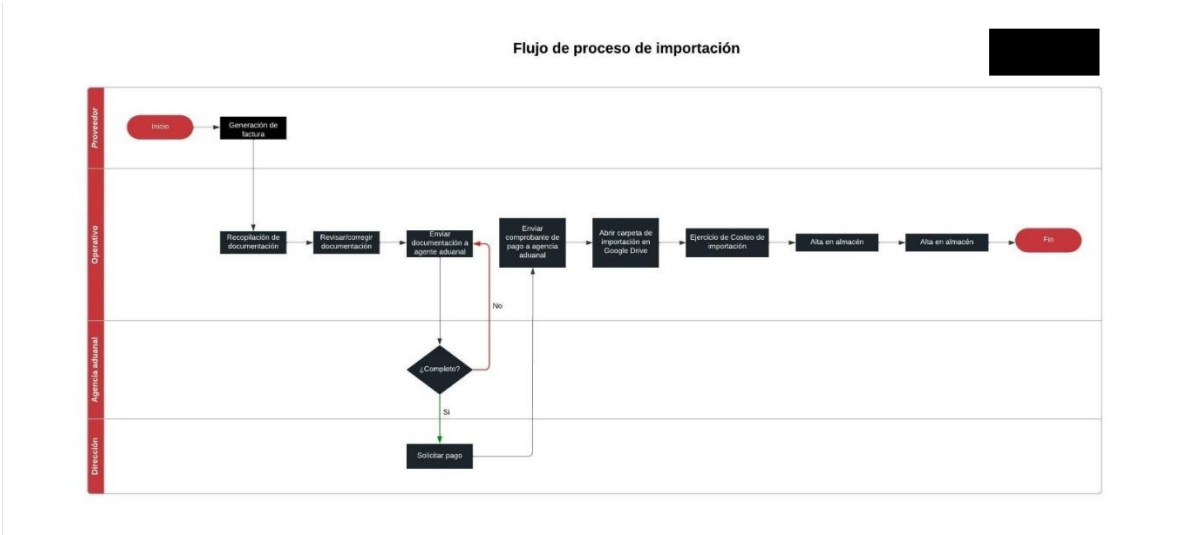 Flujo de proceso de importación
Proveedor
Inicio
Generación de
factura
Operativo
Recopilación de
documentación
Revisar/corregir
documentación
Enviar
documentación a
agente aduanal
Enviar
comprobante de
pago a agencia
aduanal
Abrir carpeta de
importación en
Google Drive
Ejercicio de Costeo de
importación
Alta en almacén
Alta en almacén
Fin
No
Agencia aduanal
¿Completo?
Si
Dirección
Solicitar pago